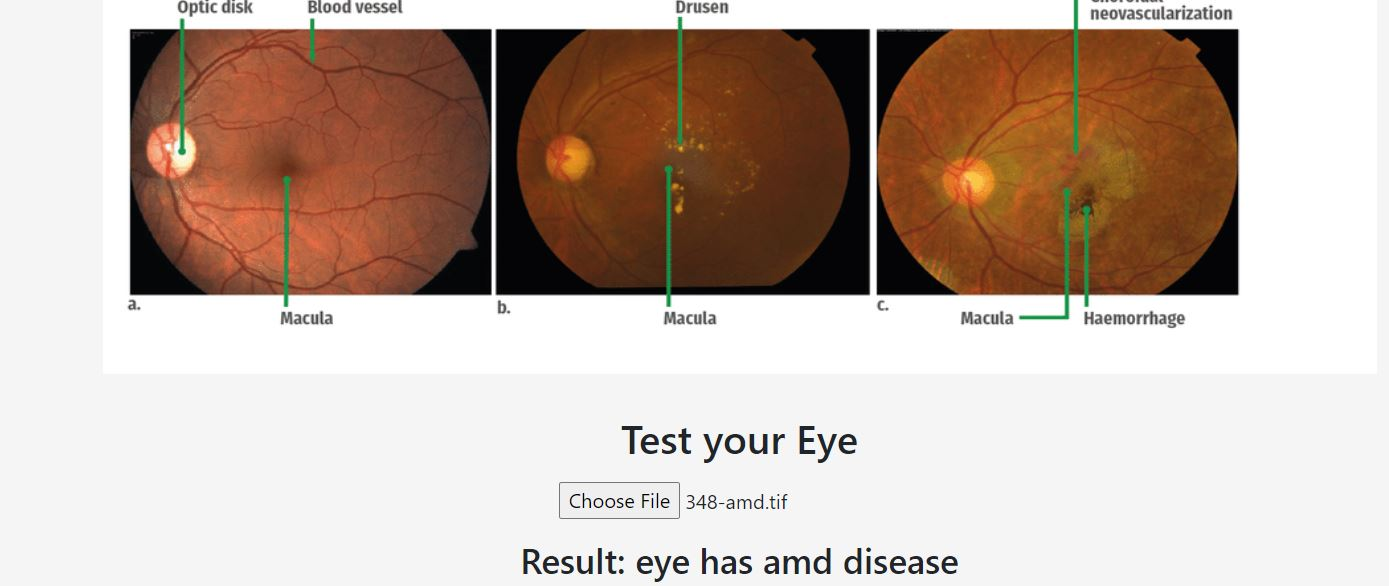 Optic disk
Blood vessel
Drusen
neovascularization
a.
b.
c.
Macula
Macula
Macula
Haemorrhage
Test your Eye
Choose File 348-amd.tif
Result: eye has amd disease